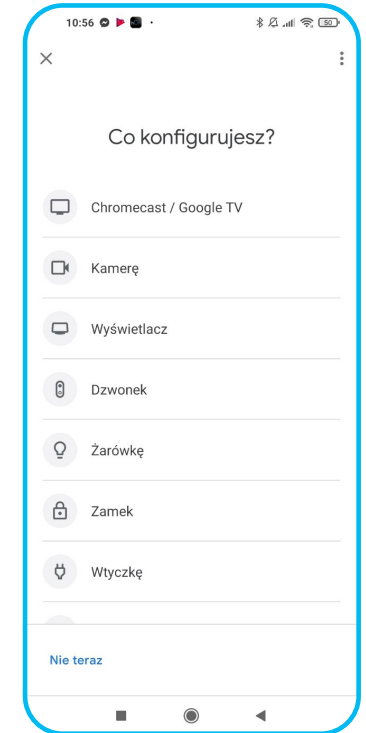 10:56
50
Co konfigurujesz?
Chromecast / Google TV
Kamerę
Wyświetlacz
Dzwonek
Żarówkę
Zamek
Wtyczkę
Nie teraz